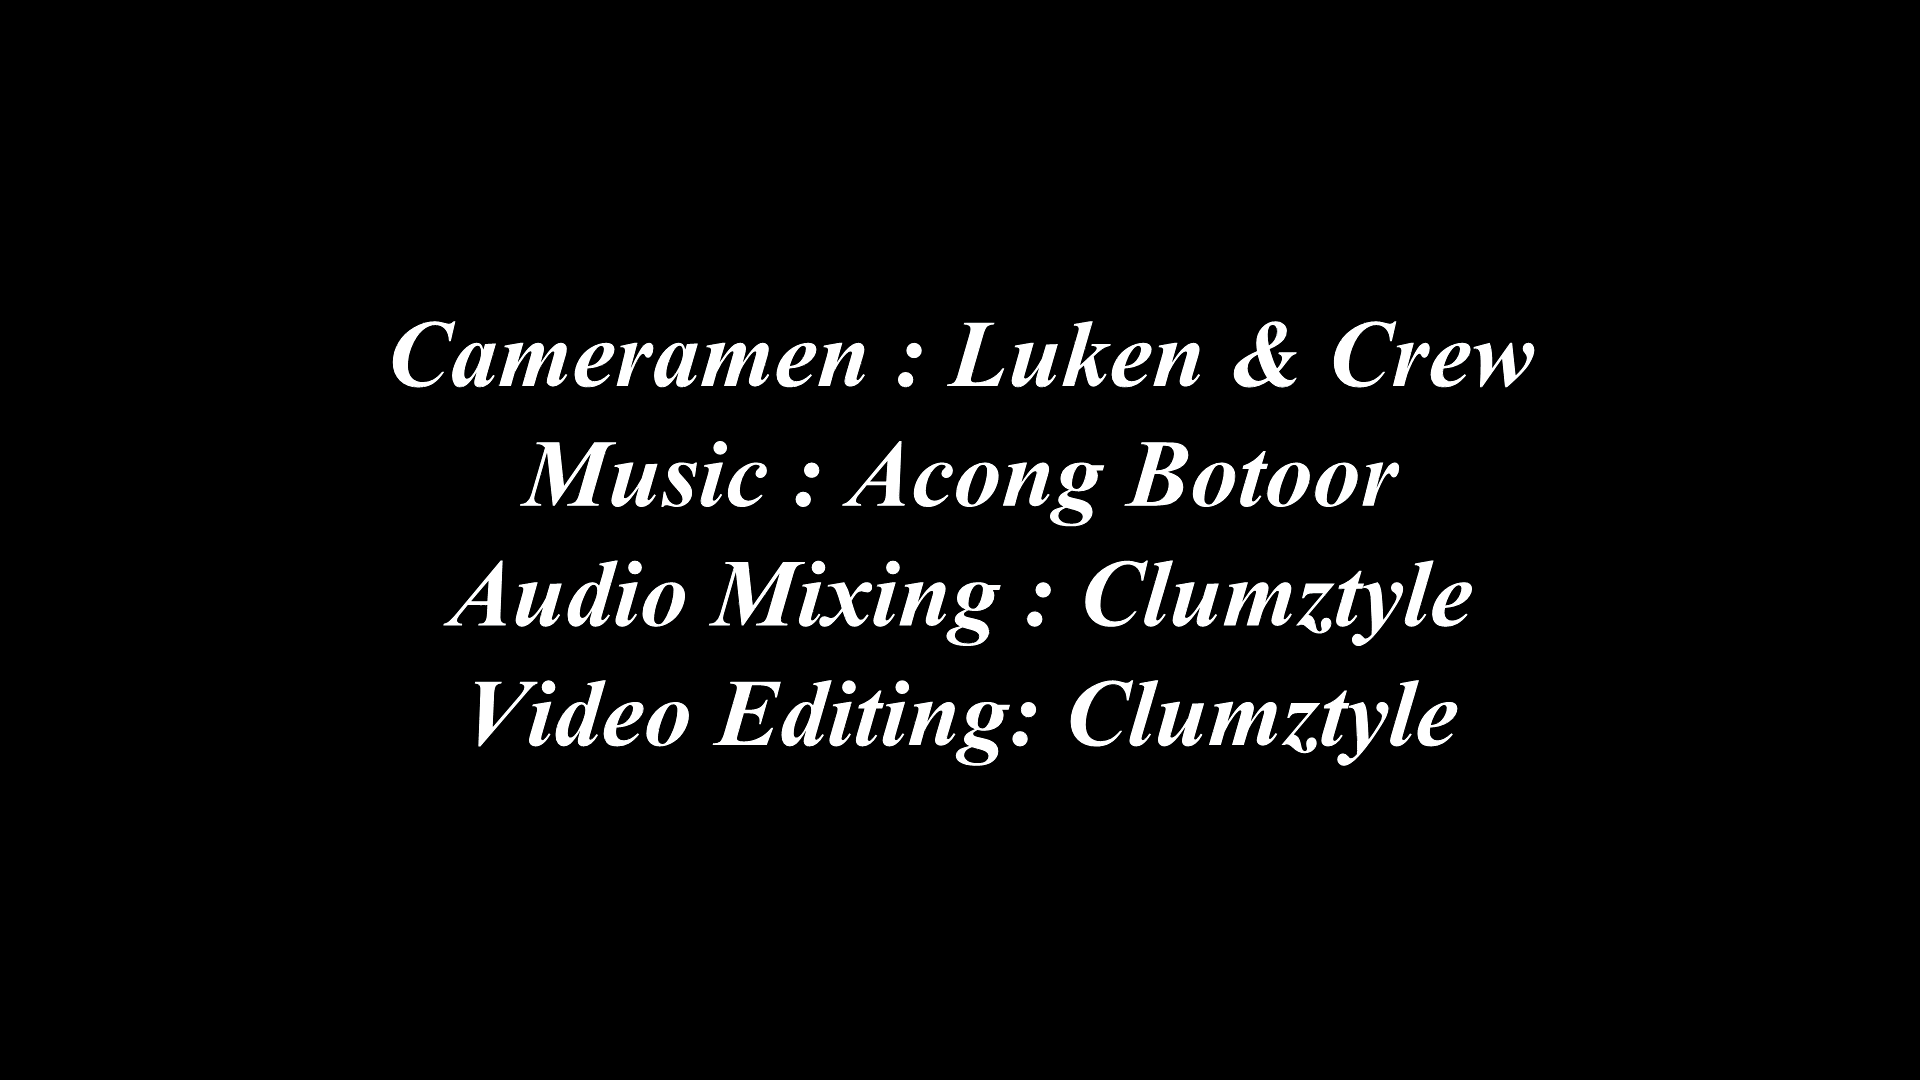 Cameramen : Luken & Crew
Music : Acong Botoor
Audio Mixing : Clumztyle
Video Editing: Clumztyle